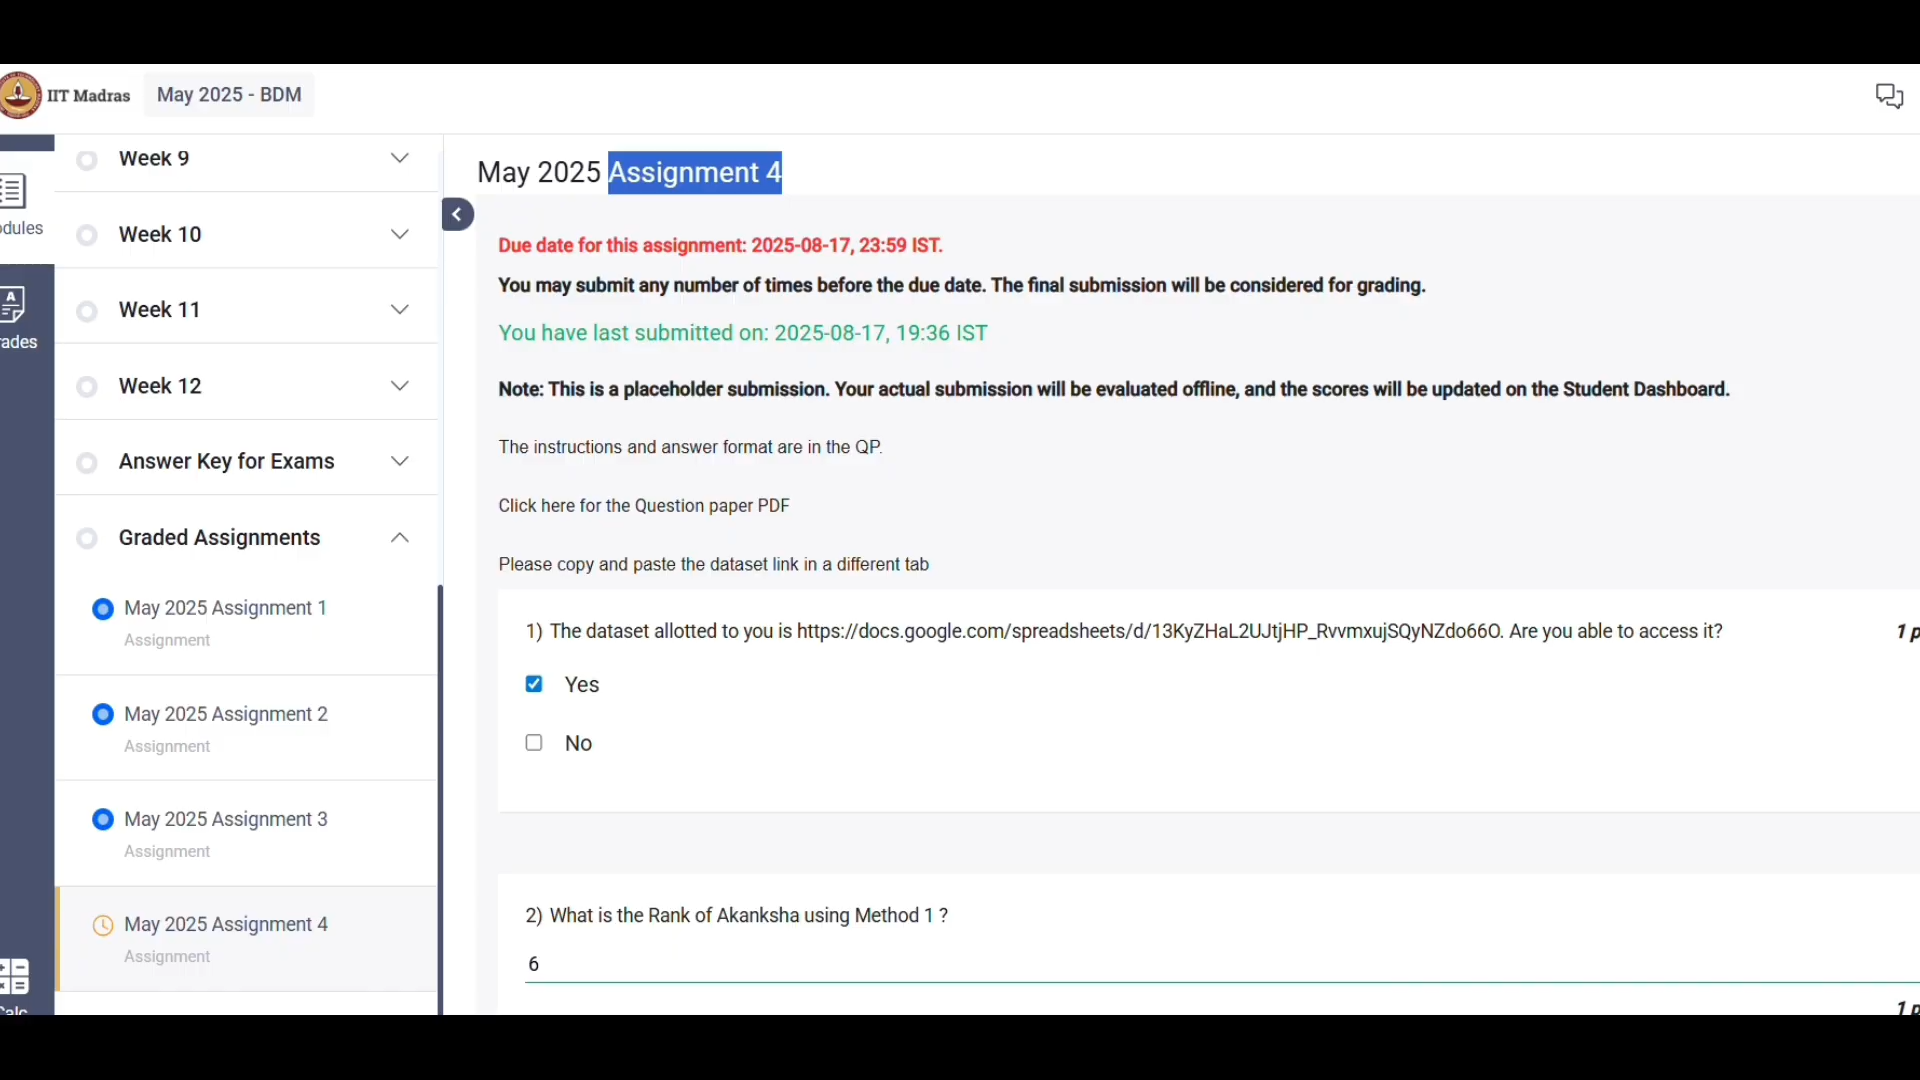 IIT Madras
May 2025 - BDM
Week 9
Week 10
Week 11
Week 12
Answer Key for Exams
Graded Assignments
May 2025 Assignment 1
Assignment
May 2025 Assignment 2
Assignment
May 2025 Assignment 3
Assignment
May 2025 Assignment 4
Assignment
May 2025 Assignment 4
Due date for this assignment: 2025-08-17, 23:59 IST.
You may submit any number of times before the due date. The final submission will be considered for grading.
You have last submitted on: 2025-08-17, 19:36 IST
Note: This is a placeholder submission. Your actual submission will be evaluated offline, and the scores will be updated on the Student Dashboard.
The instructions and answer format are in the QP.
Click here for the Question paper PDF
Please copy and paste the dataset link in a different tab
1) The dataset allotted to you is https://docs.google.com/spreadsheets/d/13KyZHaL2UJtjHP_RvvmxujSQyNZdo66O. Are you able to access it?
1 p
Yes
No
2) What is the Rank of Akanksha using Method 1 ?
6
1 p